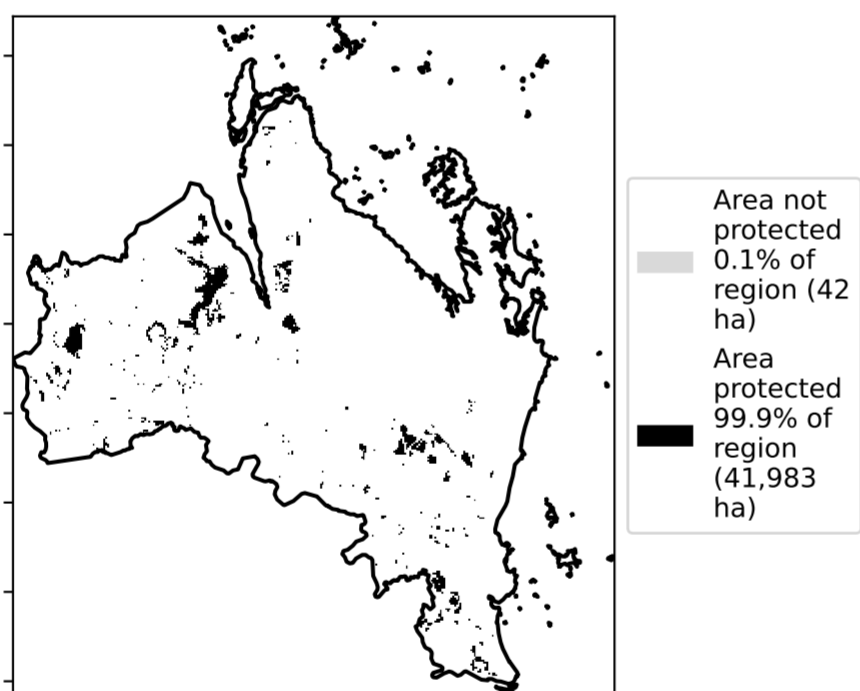 Area not
protected
0.1% of
region (42
ha)
Area
protected
99.9% of
region
(41,983
ha)